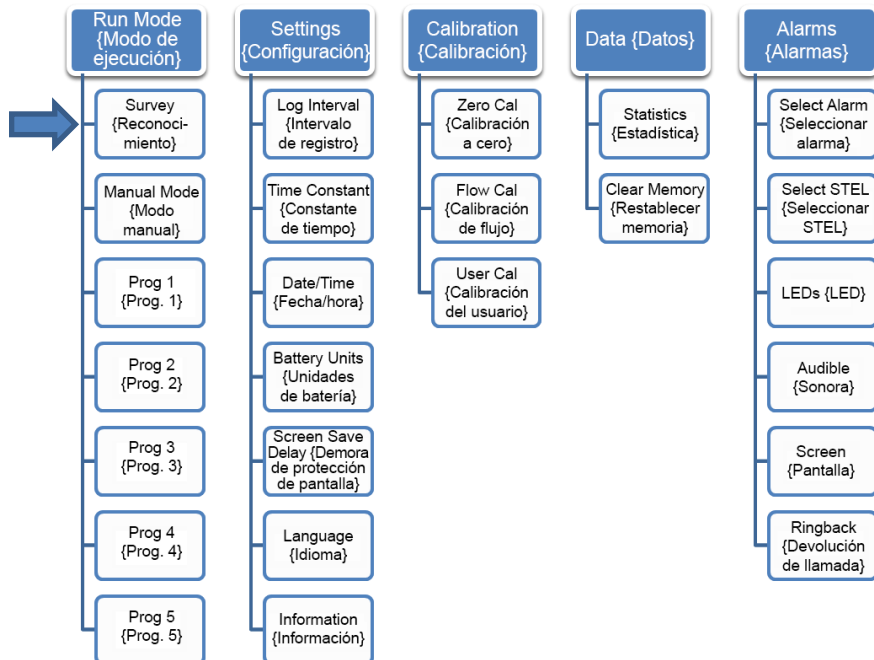 Run Mode
{Modo de
ejecución}
Survey
{Reconoci-
miento}
Manual Mode
{Modo
manual}
Prog 1
{Prog. 1}
Prog 2
{Prog. 2}
Prog 3
{Prog. 3}
Prog 4
{Prog. 4}
Prog 5
{Prog. 5}
Settings
{Configuración}
Log Interval
{Intervalo
de registro}
Time Constant
{Constante
de tiempo}
Date/Time
{Fecha/hora}
Battery Units
{Unidades
de batería}
Screen Save
Delay {Demora
de protección
de pantalla}
Language
{Idioma}
Information
{Información}
Calibration
{Calibración}
Zero Cal
{Calibración
a cero}
Flow Cal
{Calibración
de flujo}
User Cal
{Calibración
del usuario}
Data {Datos}
Statistics
{Estadística}
Clear Memory
{Restablecer
memoria}
Alarms
{Alarmas}
Select Alarm
{Seleccionar
alarma}
Select STEL
{Seleccionar
STEL}
LEDs {LED}
Audible
{Sonora}
Screen
{Pantalla}
Ringback
{Devolución
de llamada}